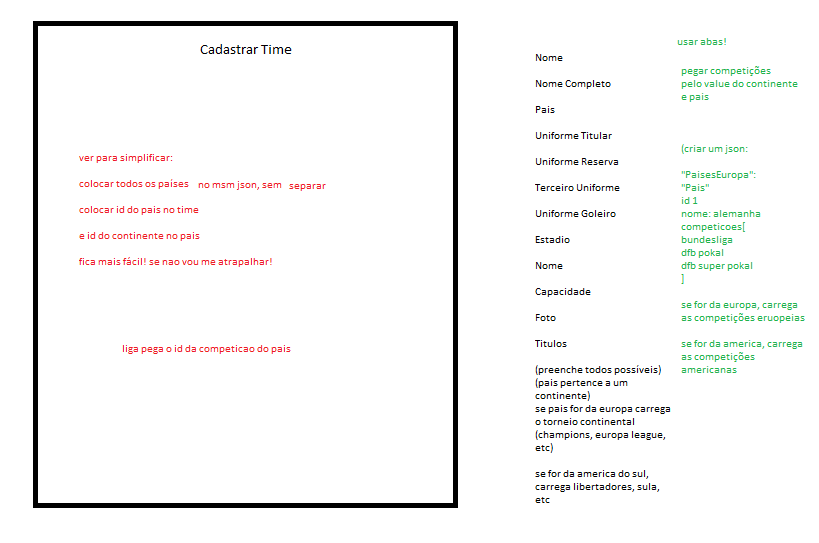 Cadastrar Time
ver para simplificar:
colocar todos os países no msm json, sem separar
colocar id do pais no time
e id do continente no pais
fica mais fácil! se nao vou me atrapalhar!
liga pega o id da competicao do pais
Nome
Nome Completo
Pais
Uniforme Titular
Uniforme Reserva
Terceiro Uniforme
Uniforme Goleiro
Estadio
Nome
Capacidade
Foto
Titulos
(preenche todos possíveis)
(pais pertence a um
continente)
se pais for da europa carrega
o torneio continental
(champions, europa league,
etc)
se for da america do sul,
carrega libertadores, sula,
etc
usar abas!
pegar competições
pelo value do continente
e pais
(criar um json:
"PaisesEuropa":
"Pais"
id 1
nome: alemanha
competicoes[
bundesliga
dfb pokal
dfb super pokal
]
se for da europa, carrega
as competições eruopeias
se for da america, carrega
as competições
americanas